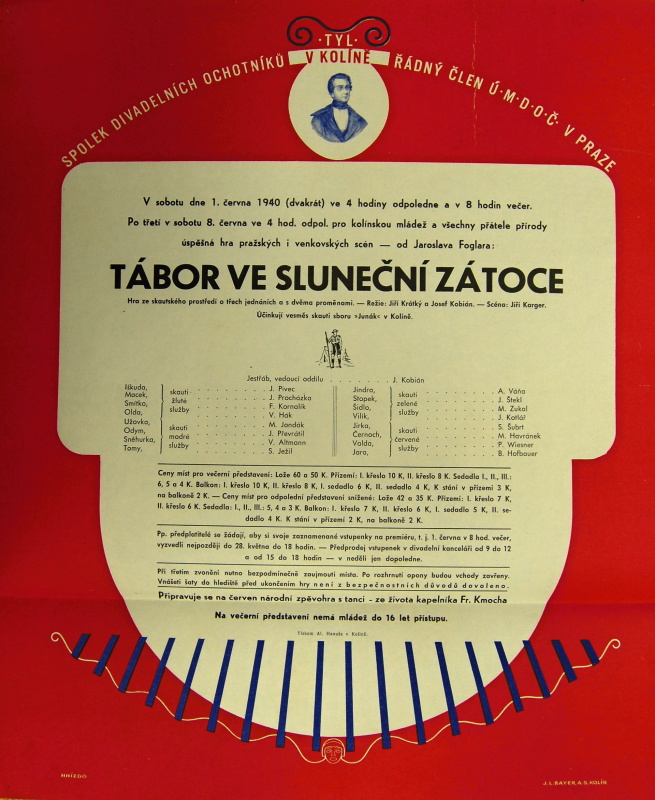 ·TYL·
V KOLÍNĚ
SPOLEK DIVADELNÍCH OCHOTNÍKŮ
ŘÁDNÝ ČLEN Ú·M·D·O·Č· V PRAZE
V sobotu dne 1. června 1940 (dvakrát) ve 4 hodiny odpoledne a v 8 hodin večer.
Po třetí v sobotu 8. června ve 4 hod. odpol. pro kolínskou mládež a všechny přátele přírody
úspěšná hra pražských i venkovských scén — od Jaroslava Foglara:
TÁBOR VE SLUNEČNÍ ZÁTOCE
Hra ze skautského prostředí o třech jednáních a s dvěma proměnami. — Režie: Jiří Krátký a Josef Kobián. — Scéna: Jiří Karger.
Účinkují vesměs skauti sboru »Junák« v Kolíně.
Jestřáb, vedoucí oddílu . . . . . . . . J. Kobián
Iškuda,
Macek,
Smítko,
Olda,
skauti
žluté
služby
J. Pivec
J. Procházka
F. Kornalík
V. Hak
Užovka,
Odym,
Sněhurka,
Tomy,
skauti
modré
služby
M. Jandák
J. Převrátil
V. Altmann
S. Ježil
Jindra,
Stopek,
Šidlo,
Vilík,
skauti
zelené
služby
A. Váňa
J. Štekl
M. Zukal
J. Kotlář
Jirka,
Černoch,
Valda,
Jara,
skauti
červené
služby
S. Šubrt
M. Havránek
P. Wiesner
B. Hofbauer
Ceny míst pro večerní představení: Lože 60 a 50 K. Přízemí: I. křeslo 10 K, II. křeslo 8 K. Sedadla I., II., III.:
6, 5 a 4 K. Balkon: I. křeslo 10 K, II. křeslo 8 K, I. sedadlo 6 K, II. sedadlo 4 K, K stání v přízemí 3 K,
na balkoně 2 K. — Ceny míst pro odpolední představení snížené: Lože 42 a 35 K. Přízemí: I. křeslo 7 K,
II. křeslo 6 K. Sedadla: I., II., III.: 5, 4 a 3 K. Balkon: I. křeslo 7 K, II. křeslo 6 K, I. sedadlo 5 K, II. se-
dadlo 4 K. K stání v přízemí 2 K, na balkoně 2 K.
Pp. předplatitelé se žádají, aby si svoje zaznamenané vstupenky na premiéru, t. j. 1. června v 8 hod. večer,
vyzvedli nejpozději do 28. května do 18 hodin. — Předprodej vstupenek v divadelní kanceláři od 9 do 12
a od 15 do 18 hodin — v neděli jen dopoledne.
Při třetím zvonění nutno bezpodmínečně zaujmouti místa. Po rozhrnutí opony budou vchody zavřeny.
Vnášeti šaty do hlediště před ukončením hry není z bezpečnostních důvodů dovoleno.
Připravuje se na červen národní zpěvohra s tanci - ze života kapelníka Fr. Kmocha
Na večerní představení nemá mládež do 16 let přístupu.
Tiskem Al. Hanuše v Kolíně.
HNÍZDO
J. L. BAYER, A. S. KOLÍN